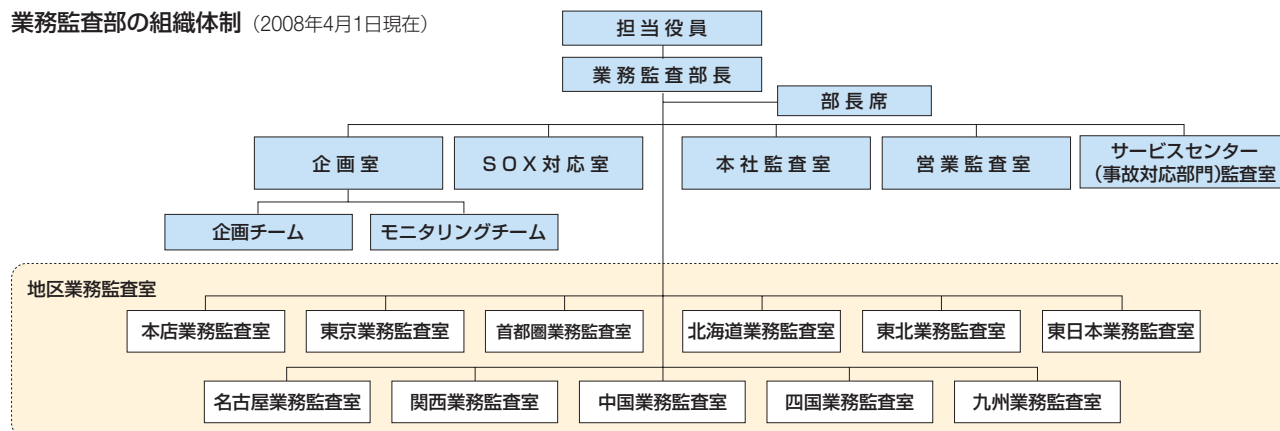 業務監査部の組織体制（2008年4月1日現在）
担当役員
業務監査部長
部長席
企画室
SOX対応室
本社監査室
営業監査室
サービスセンター
(事故対応部門)監査室
企画チーム
モニタリングチーム
地区業務監査室
本店業務監査室
東京業務監査室
首都圏業務監査室
北海道業務監査室
東北業務監査室
東日本業務監査室
名古屋業務監査室
関西業務監査室
中国業務監査室
四国業務監査室
九州業務監査室